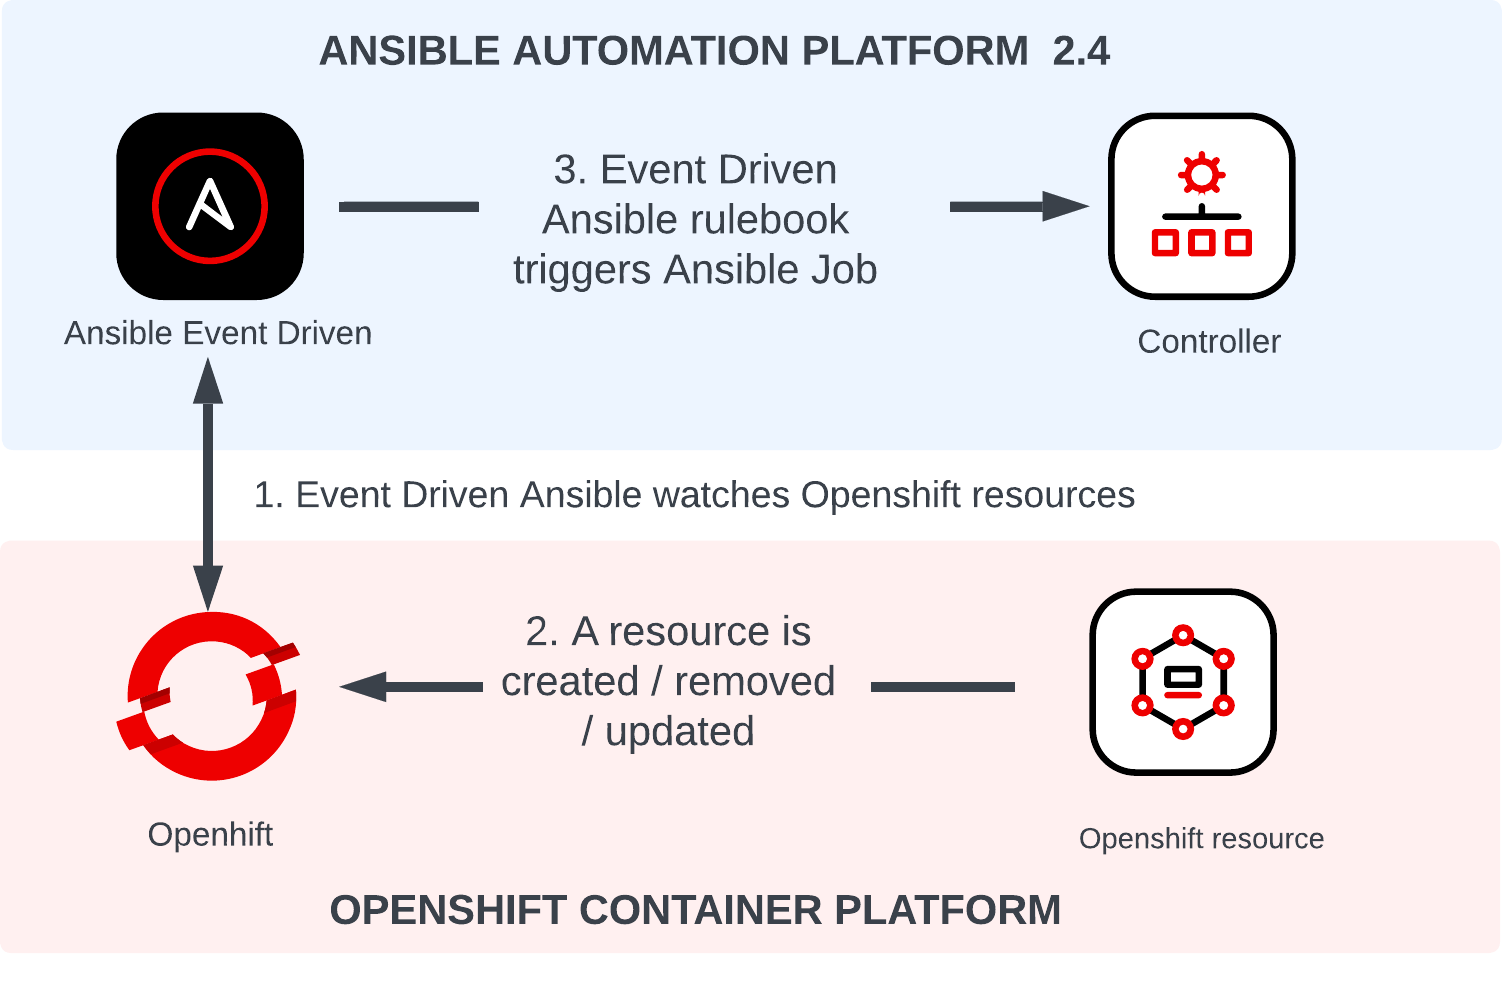 ANSIBLE AUTOMATION PLATFORM 2.4
3. Event Driven
Ansible rulebook
triggers Ansible Job
Ansible Event Driven
Controller
1. Event Driven Ansible watches Openshift resources
2. A resource is
created / removed
/ updated
Openhift
Openshift resource
OPENSHIFT CONTAINER PLATFORM